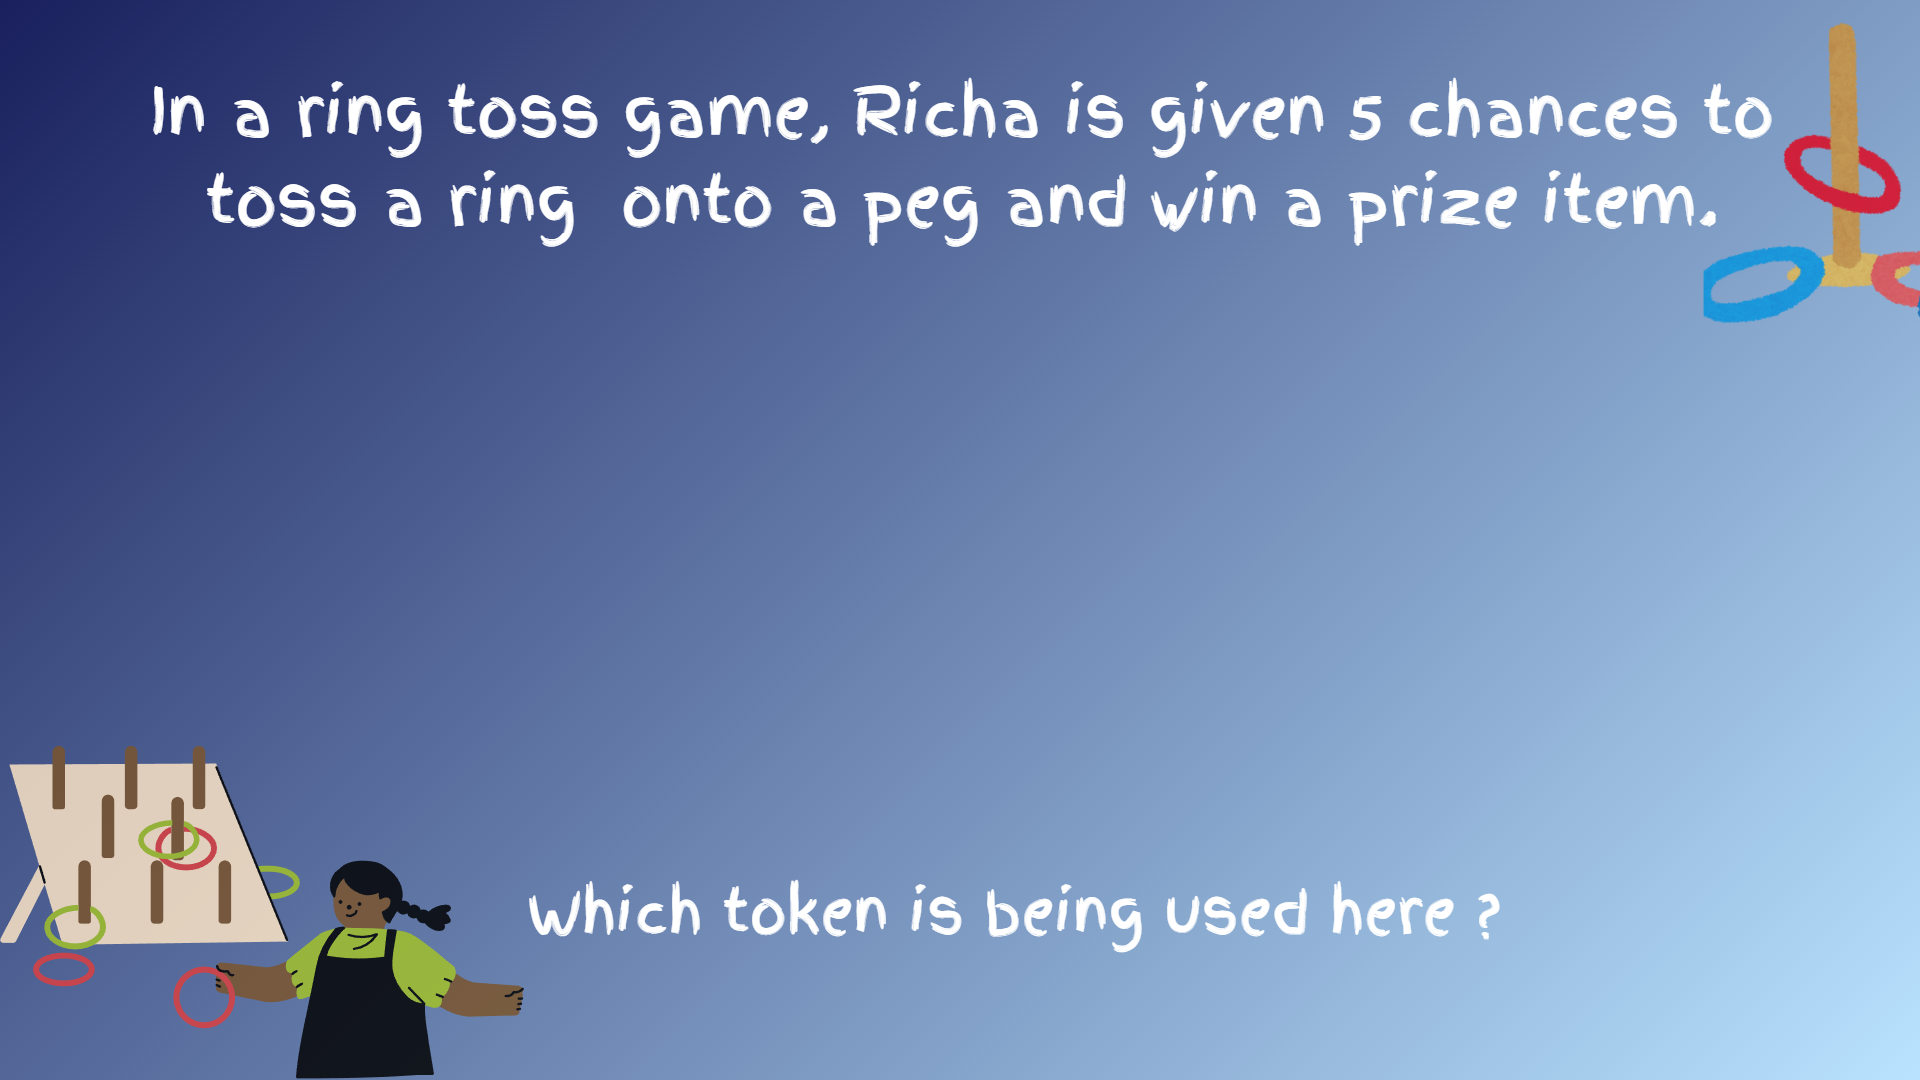 In a ring toss game, Richa is given 5 chances to
toss a ring onto a peg and win a prize item.
Which token is being used here ?